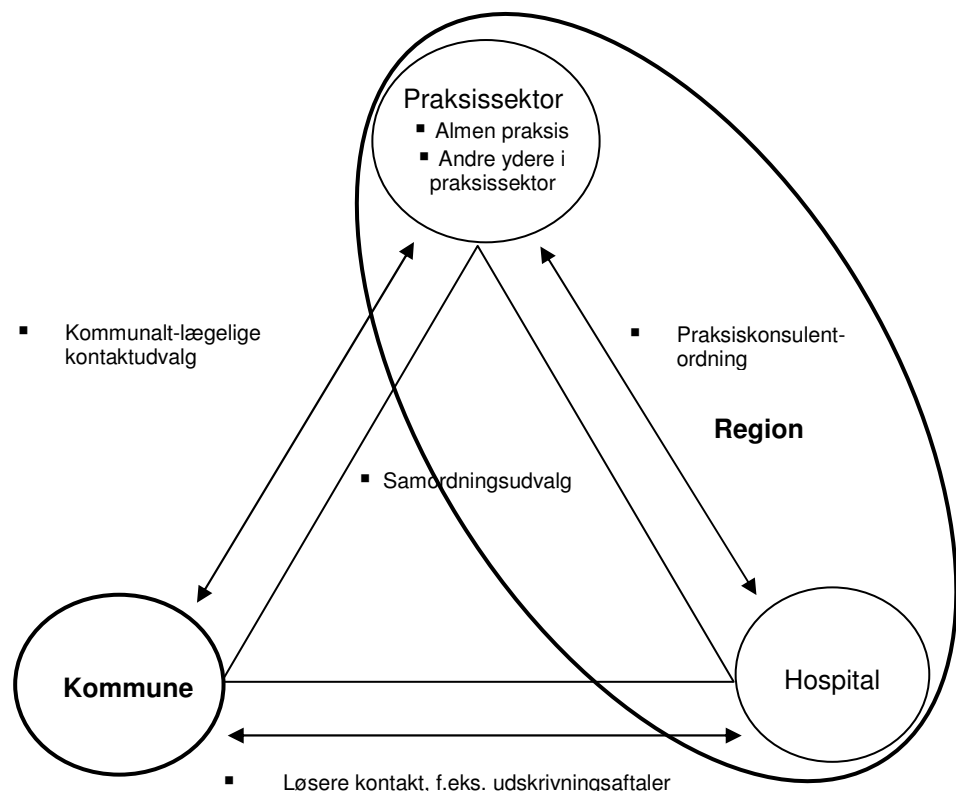 Praksissektor
▪ Almen praksis
▪ Andre ydere i
praksissektor
▪ Kommunalt-lægelige
kontaktudvalg
▪ Praksiskonsulent-
ordning
Region
▪ Samordningsudvalg
Kommune
Hospital
▪ Løsere kontakt, f.eks. udskrivningsaftaler